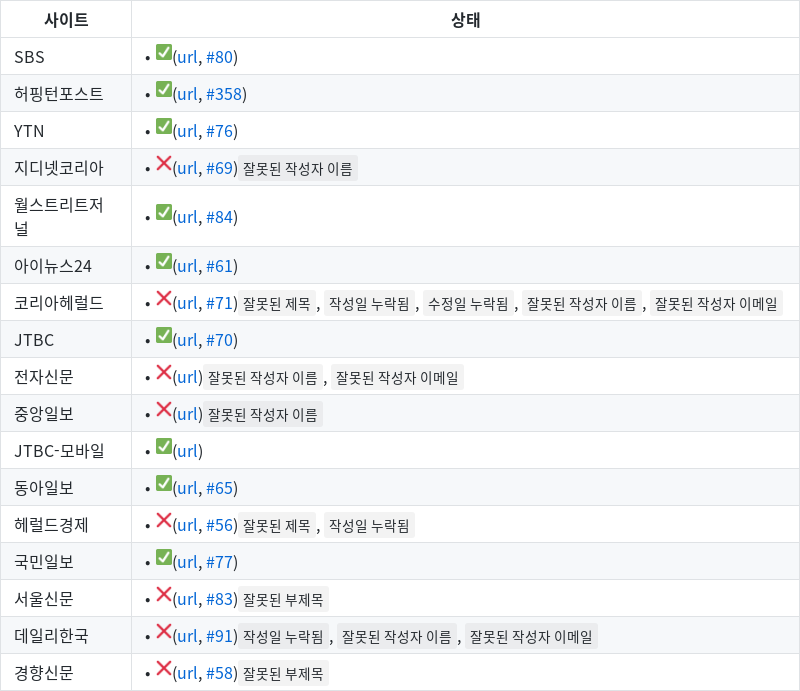 사이트 상태
SBS • ✅(url, #80)
허핑턴포스트 • ✅(url, #358)
YTN • ✅(url, #76)
지디넷코리아 • ❌(url, #69) 잘못된 작성자 이름
월스트리트저
널 • ✅(url, #84)
아이뉴스24 • ✅(url, #61)
코리아헤럴드 • ❌(url, #71) 잘못된 제목 , 작성일 누락됨 , 수정일 누락됨 , 잘못된 작성자 이름 , 잘못된 작성자 이메일
JTBC • ✅(url, #70)
전자신문 • ❌(url) 잘못된 작성자 이름 , 잘못된 작성자 이메일
중앙일보 • ❌(url) 잘못된 작성자 이름
JTBC-모바일 • ✅(url)
동아일보 • ✅(url, #65)
헤럴드경제 • ❌(url, #56) 잘못된 제목 , 작성일 누락됨
국민일보 • ✅(url, #77)
서울신문 • ❌(url, #83) 잘못된 부제목
데일리한국 • ❌(url, #91) 작성일 누락됨 , 잘못된 작성자 이름 , 잘못된 작성자 이메일
경향신문 • ❌(url, #58) 잘못된 부제목